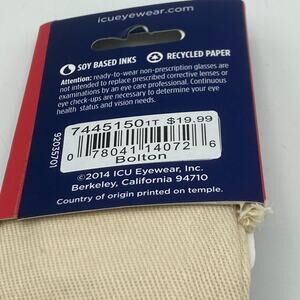 icueyewear.com
SOY BASED INKS
RECYCLED PAPER
Attention: ready-to-wear non-prescription glasses are
not intended to replace prescribed corrective lenses or
examinations by an eye care professional. Continuous
eye check-ups are necessary to determine your eye
health status and vision needs.
92035701
7445150 1T $19.99
0 78041 14072 6
Bolton
©2014 ICU Eyewear, Inc.
Berkeley, California 94710
Country of origin printed on temple.